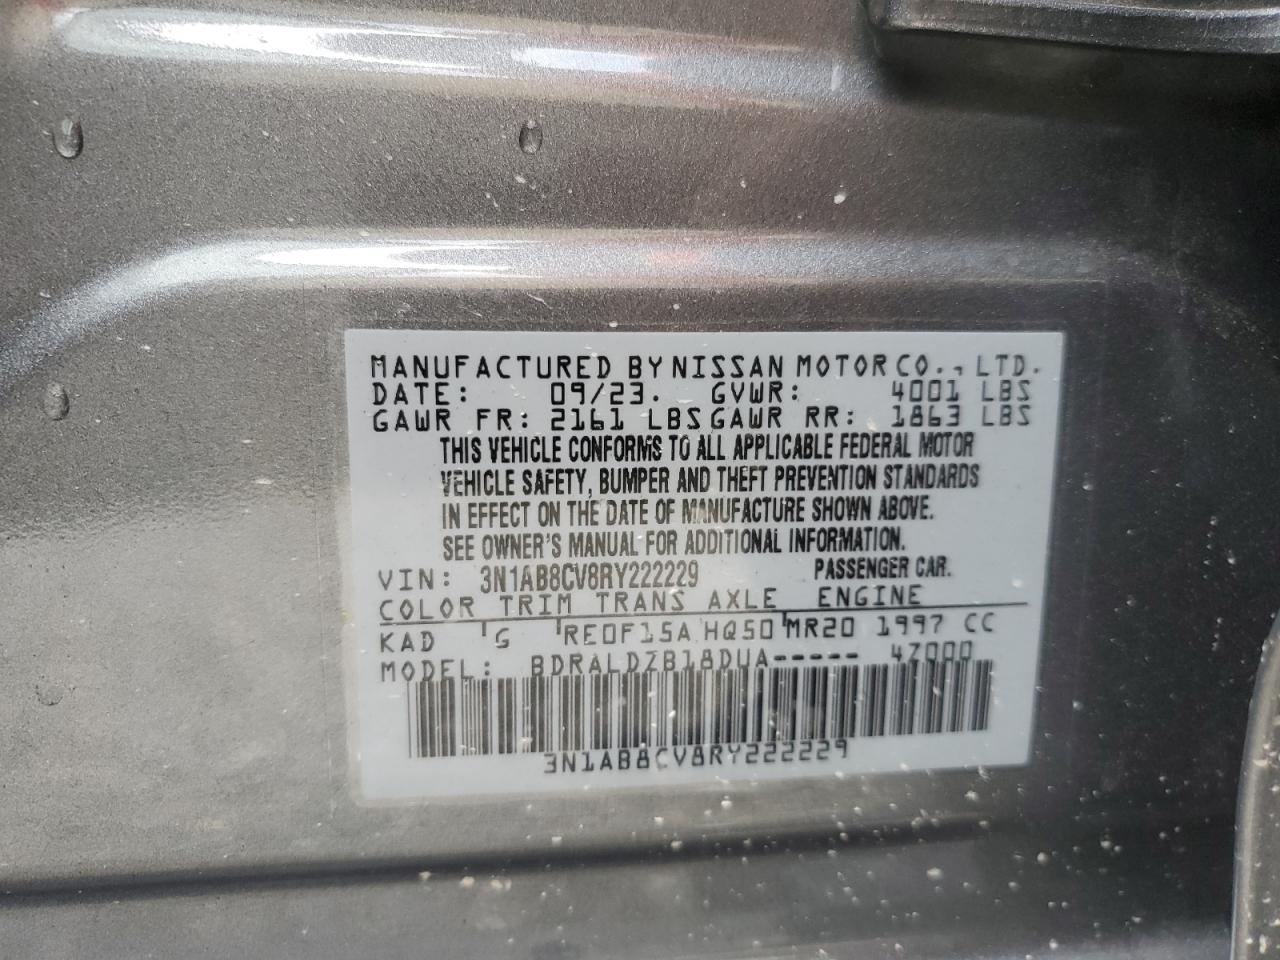 MANUFACTURED BY NISSAN MOTOR CO., LTD.
DATE: 09/23. GVWR: 4001 LBS
GAWR FR: 2161 LBS GAWR RR: 1863 LBS
THIS VEHICLE CONFORMS TO ALL APPLICABLE FEDERAL MOTOR
VEHICLE SAFETY, BUMPER AND THEFT PREVENTION STANDARDS
IN EFFECT ON THE DATE OF MANUFACTURE SHOWN ABOVE.
SEE OWNER'S MANUAL FOR ADDITIONAL INFORMATION.
VIN: 3N1AB8CV8RY222229 PASSENGER CAR.
COLOR TRIM TRANS AXLE ENGINE
KAD G RE0F15A HQ50 MR20 1997 CC
MODEL: BDRALDZB18DUA----- 4Z000
3N1AB8CV8RY222229